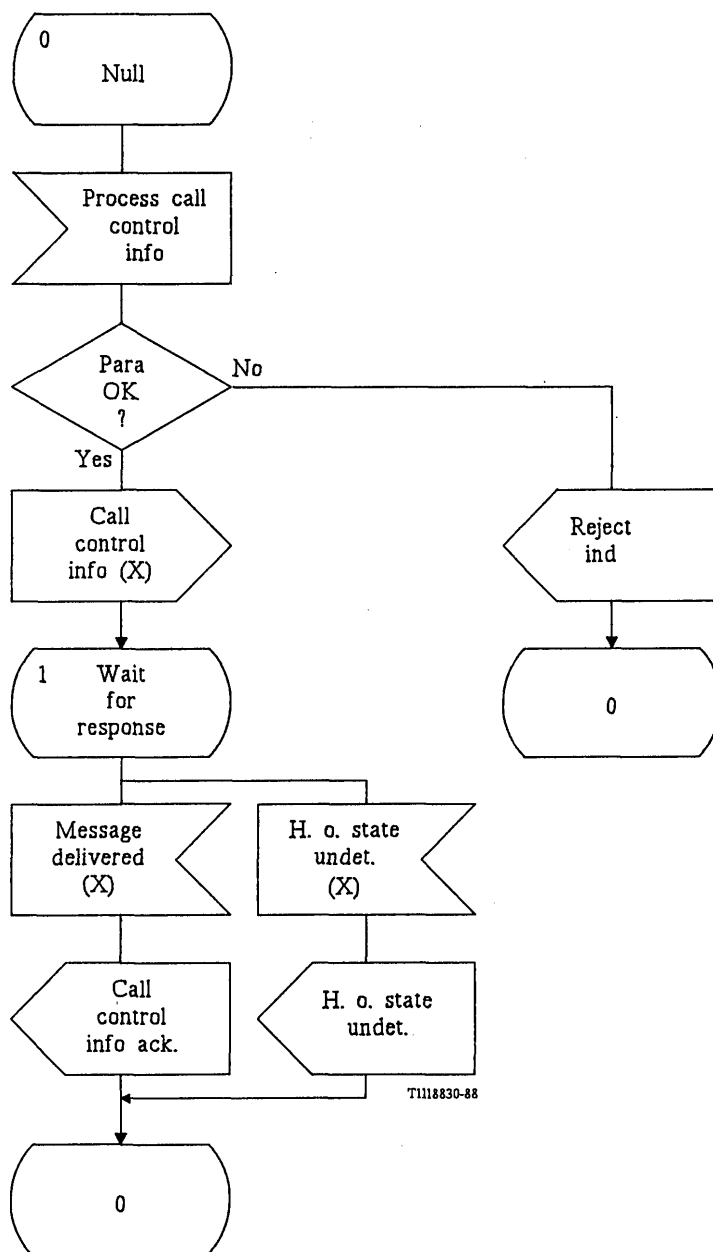 0
Null
Process call
control
info
Para
OK
?
No
Yes
Call
control
info (X)
Reject
ind
1
Wait
for
response
0
Message
delivered
(X)
H. o. state
undet.
(X)
Call
control
info ack.
H. o. state
undet.
T1118830-88
0